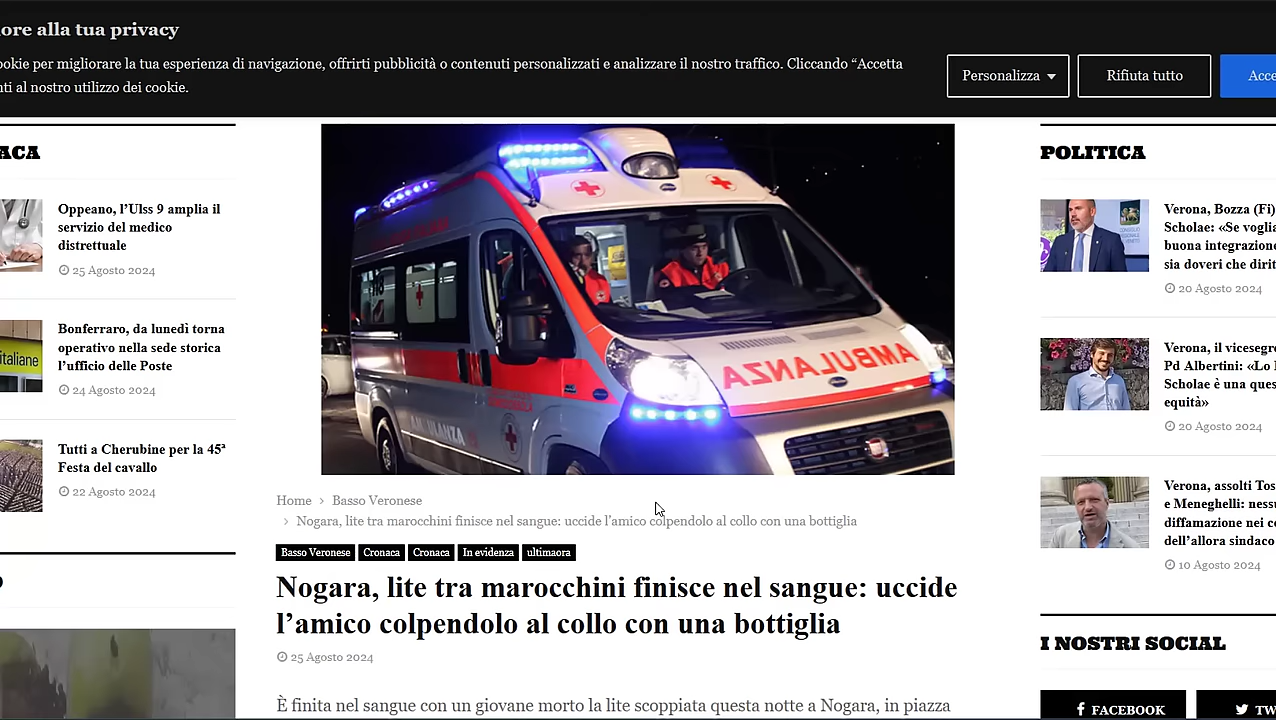 ore alla tua privacy
ookie per migliorare la tua esperienza di navigazione, offrirti pubblicità o contenuti personalizzati e analizzare il nostro traffico. Cliccando “Accetta
nti al nostro utilizzo dei cookie.
Personalizza
Rifiuta tutto
Acce
ACA
Oppeano, l’Ulss 9 amplia il
servizio del medico
distrettuale
25 Agosto 2024
italiane
Bonferraro, da lunedì torna
operativo nella sede storica
l’ufficio delle Poste
24 Agosto 2024
Tutti a Cherubine per la 45ª
Festa del cavallo
22 Agosto 2024
AMBULANZA
AMBULANZA
Home > Basso Veronese
> Nogara, lite tra marocchini finisce nel sangue: uccide l’amico colpendolo al collo con una bottiglia
Basso Veronese Cronaca Cronaca In evidenza ultimaora
Nogara, lite tra marocchini finisce nel sangue: uccide
l’amico colpendolo al collo con una bottiglia
25 Agosto 2024
È finita nel sangue con un giovane morto la lite scoppiata questa notte a Nogara, in piazza
POLITICA
Verona, Bozza (Fi)
Scholae: «Se voglia
buona integrazione
sia doveri che dirit
20 Agosto 2024
Verona, il vicesegre
Pd Albertini: «Lo I
Scholae è una ques
equità»
20 Agosto 2024
Verona, assolti Tos
e Meneghelli: ness
diffamazione nei c
dell’allora sindaco
10 Agosto 2024
I NOSTRI SOCIAL
FACEBOOK
TW